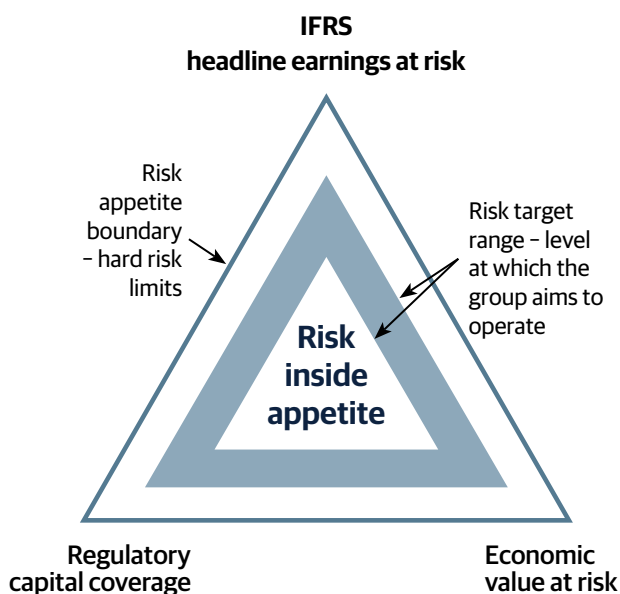 IFRS
headline earnings at risk
Risk
appetite
boundary
– hard risk
limits
Risk target
range – level
at which the
group aims to
operate
Risk
inside
appetite
Regulatory
capital coverage
Economic
value at risk